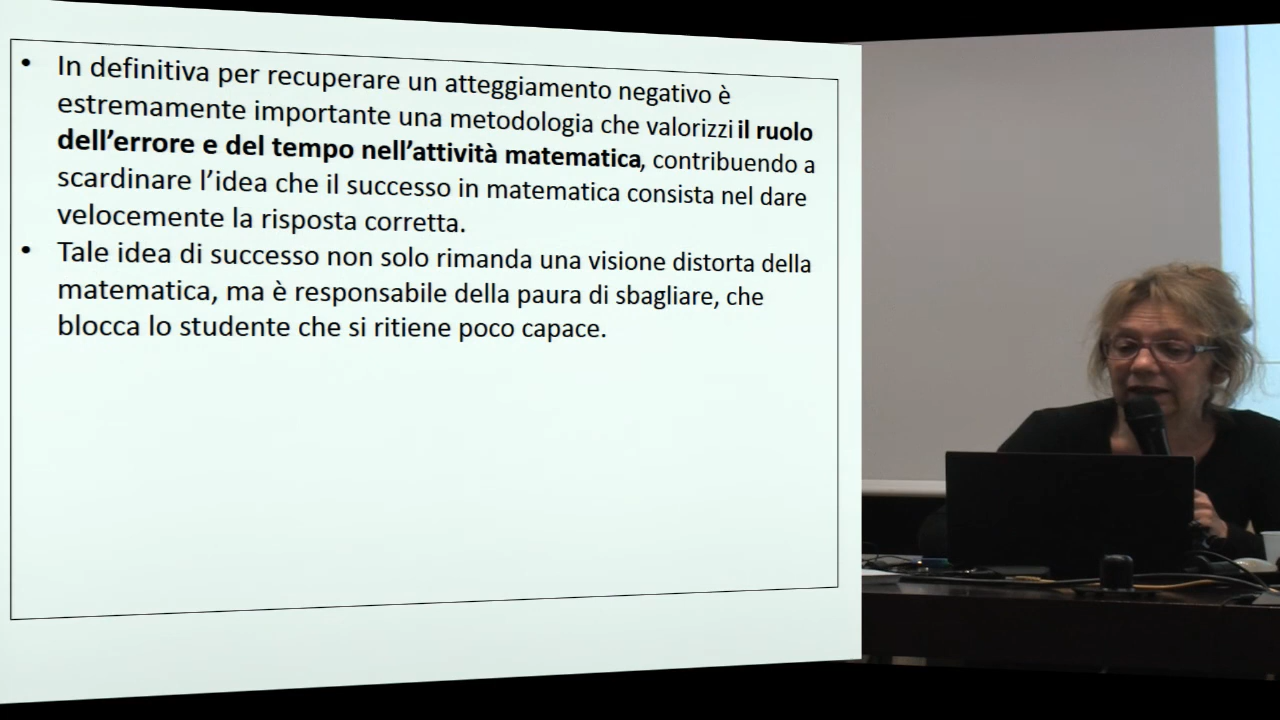 • In definitiva per recuperare un atteggiamento negativo è
estremamente importante una metodologia che valorizzi il ruolo
dell’errore e del tempo nell’attività matematica, contribuendo a
scardinare l’idea che il successo in matematica consista nel dare
velocemente la risposta corretta.
• Tale idea di successo non solo rimanda una visione distorta della
matematica, ma è responsabile della paura di sbagliare, che
blocca lo studente che si ritiene poco capace.